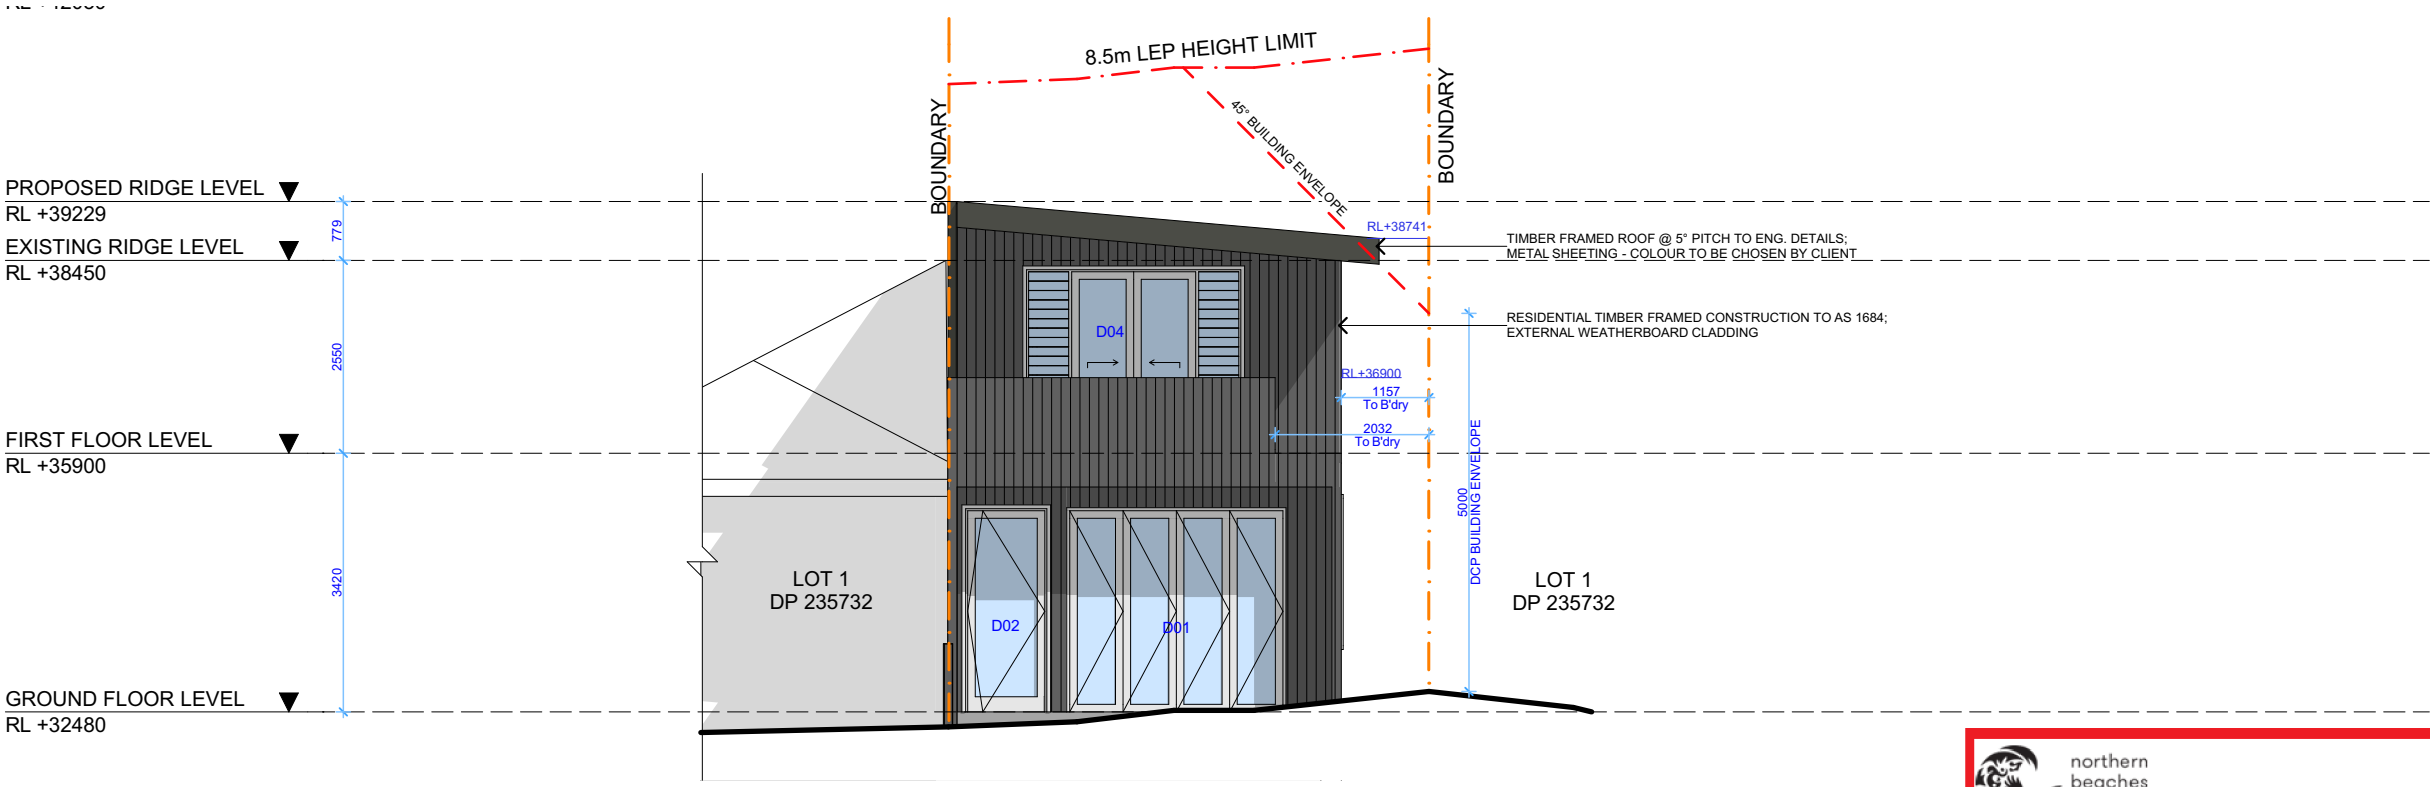 8.5m LEP HEIGHT LIMIT
BOUNDARY
BOUNDARY
45° BUILDING ENVELOPE
PROPOSED RIDGE LEVEL
RL +39229
779
EXISTING RIDGE LEVEL
RL +38450
RL+38741
TIMBER FRAMED ROOF @ 5° PITCH TO ENG. DETAILS;
METAL SHEETING - COLOUR TO BE CHOSEN BY CLIENT
RESIDENTIAL TIMBER FRAMED CONSTRUCTION TO AS 1684;
EXTERNAL WEATHERBOARD CLADDING
D04
2550
RL+36900
1157
To B'dry
2032
To B'dry
FIRST FLOOR LEVEL
RL +35900
5000
DCP BUILDING ENVELOPE
3420
LOT 1
DP 235732
D02
D01
LOT 1
DP 235732
GROUND FLOOR LEVEL
RL +32480
northern
beaches